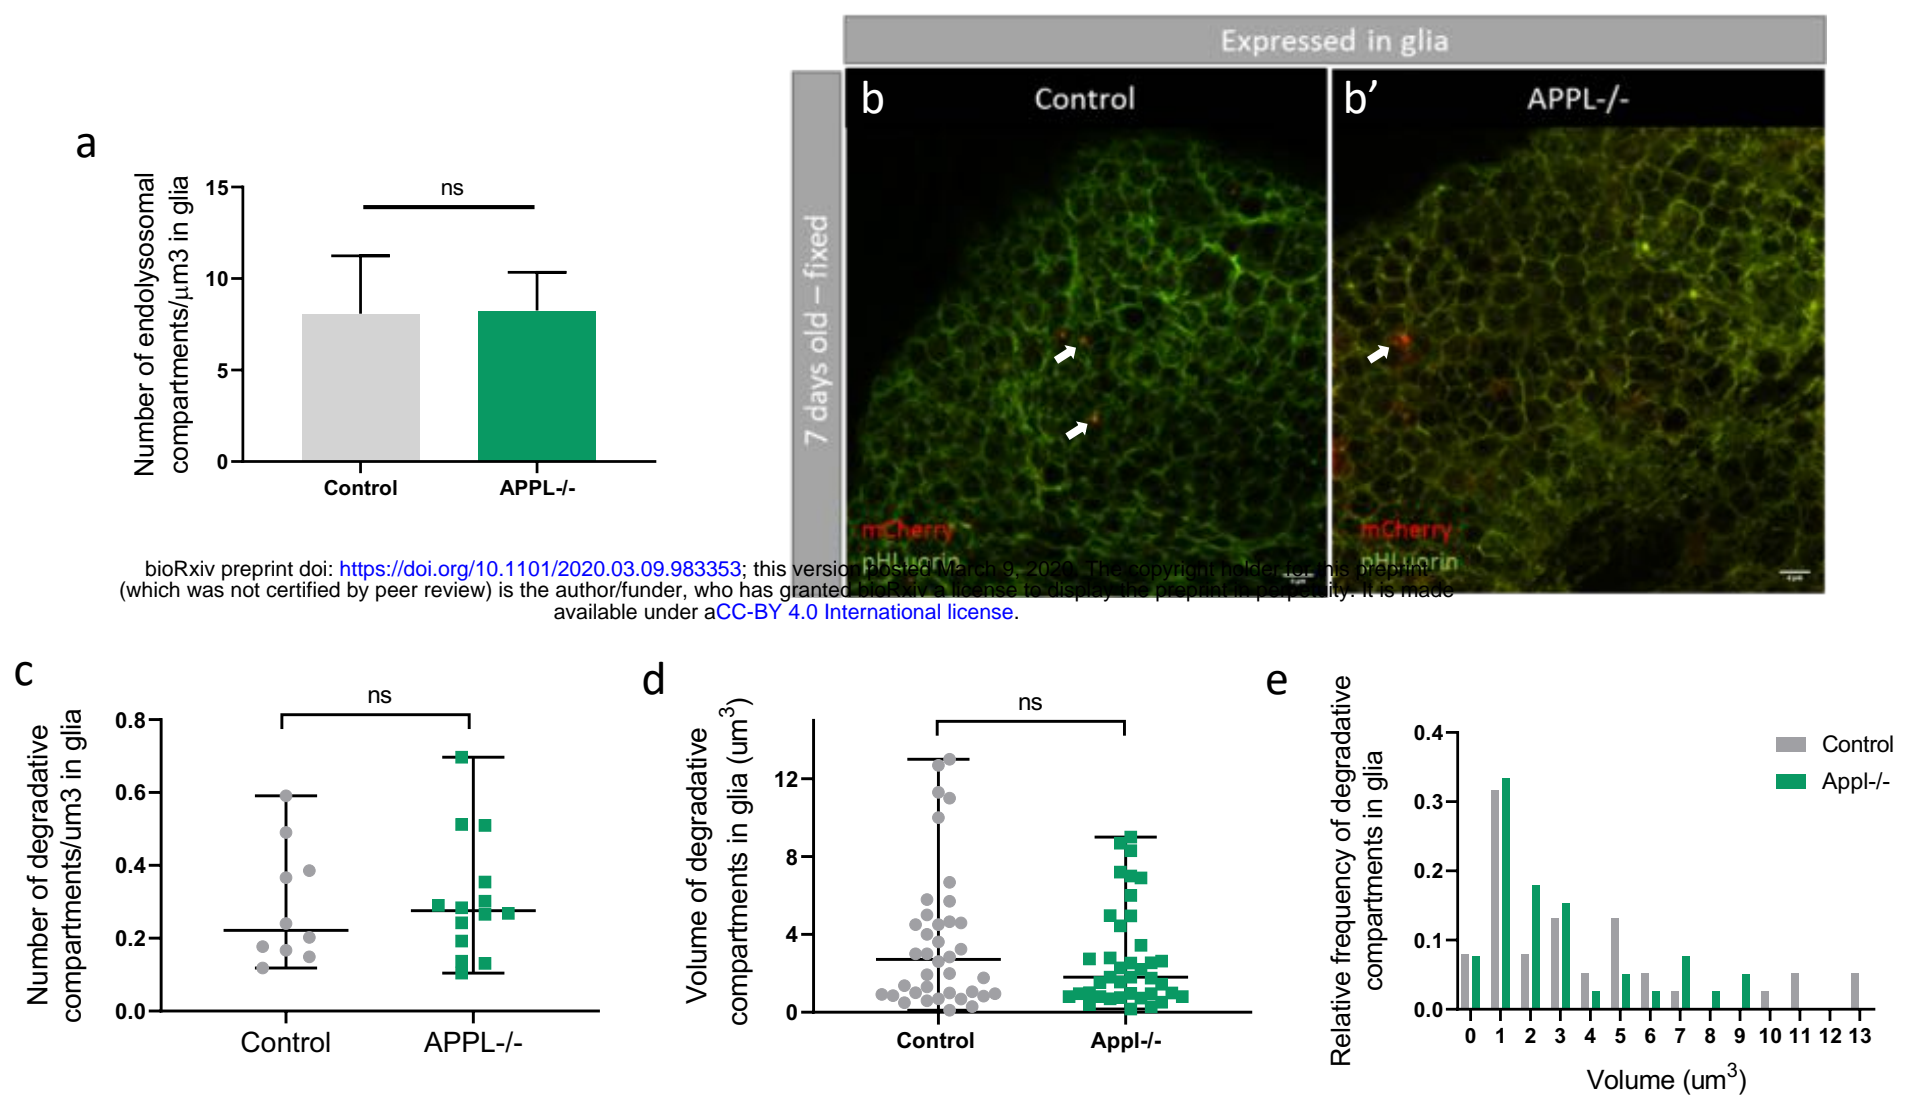 Expressed in glia
7 days old – fixed
b
Control
b’
APPL-/-
mCherry
pHLuorin
mCherry
pHLuorin
a
Number of endolysosomal
compartments/μm3 in glia
15
10
5
0
ns
Control
APPL-/-
bioRxiv preprint doi: https://doi.org/10.1101/2020.03.09.983353; this version posted March 9, 2020. The copyright holder for this preprint
(which was not certified by peer review) is the author/funder, who has granted bioRxiv a license to display the preprint in perpetuity. It is made
available under aCC-BY 4.0 International license.
c
Number of degradative
compartments/um3 in glia
0.8
0.6
0.4
0.2
0.0
ns
Control
APPL-/-
d
Volume of degradative
compartments in glia (um3)
12
8
4
0
ns
Control
Appl-/-
e
Relative frequency of degradative
compartments in glia
0.4
0.3
0.2
0.1
0.0
Control
Appl-/-
0 1 2 3 4 5 6 7 8 9 10 11 12 13
Volume (um3)